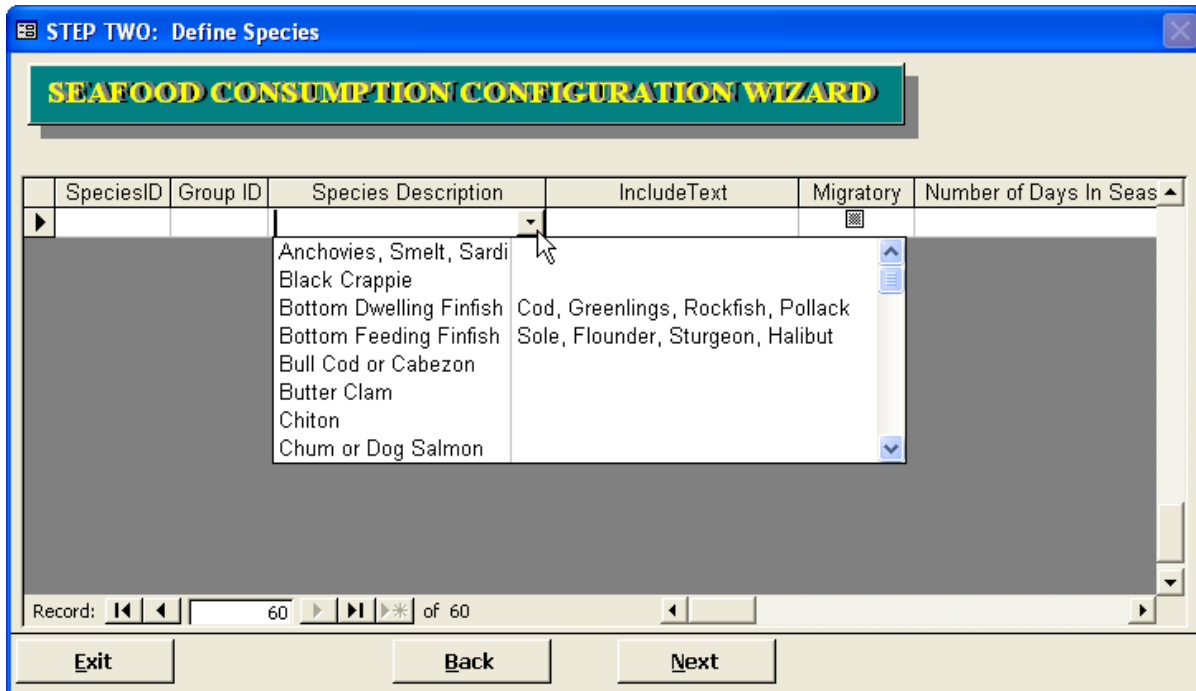 STEP TWO: Define Species
SEAFOOD CONSUMPTION CONFIGURATION WIZARD
SpeciesID Group ID Species Description IncludeText Migratory Number of Days In Seas
Anchovies, Smelt, Sardi
Black Crappie
Bottom Dwelling Finfish Cod, Greenlings, Rockfish, Pollack
Bottom Feeding Finfish Sole, Flounder, Sturgeon, Halibut
Bull Cod or Cabezon
Butter Clam
Chiton
Chum or Dog Salmon
Record: 60 of 60
Exit Back Next